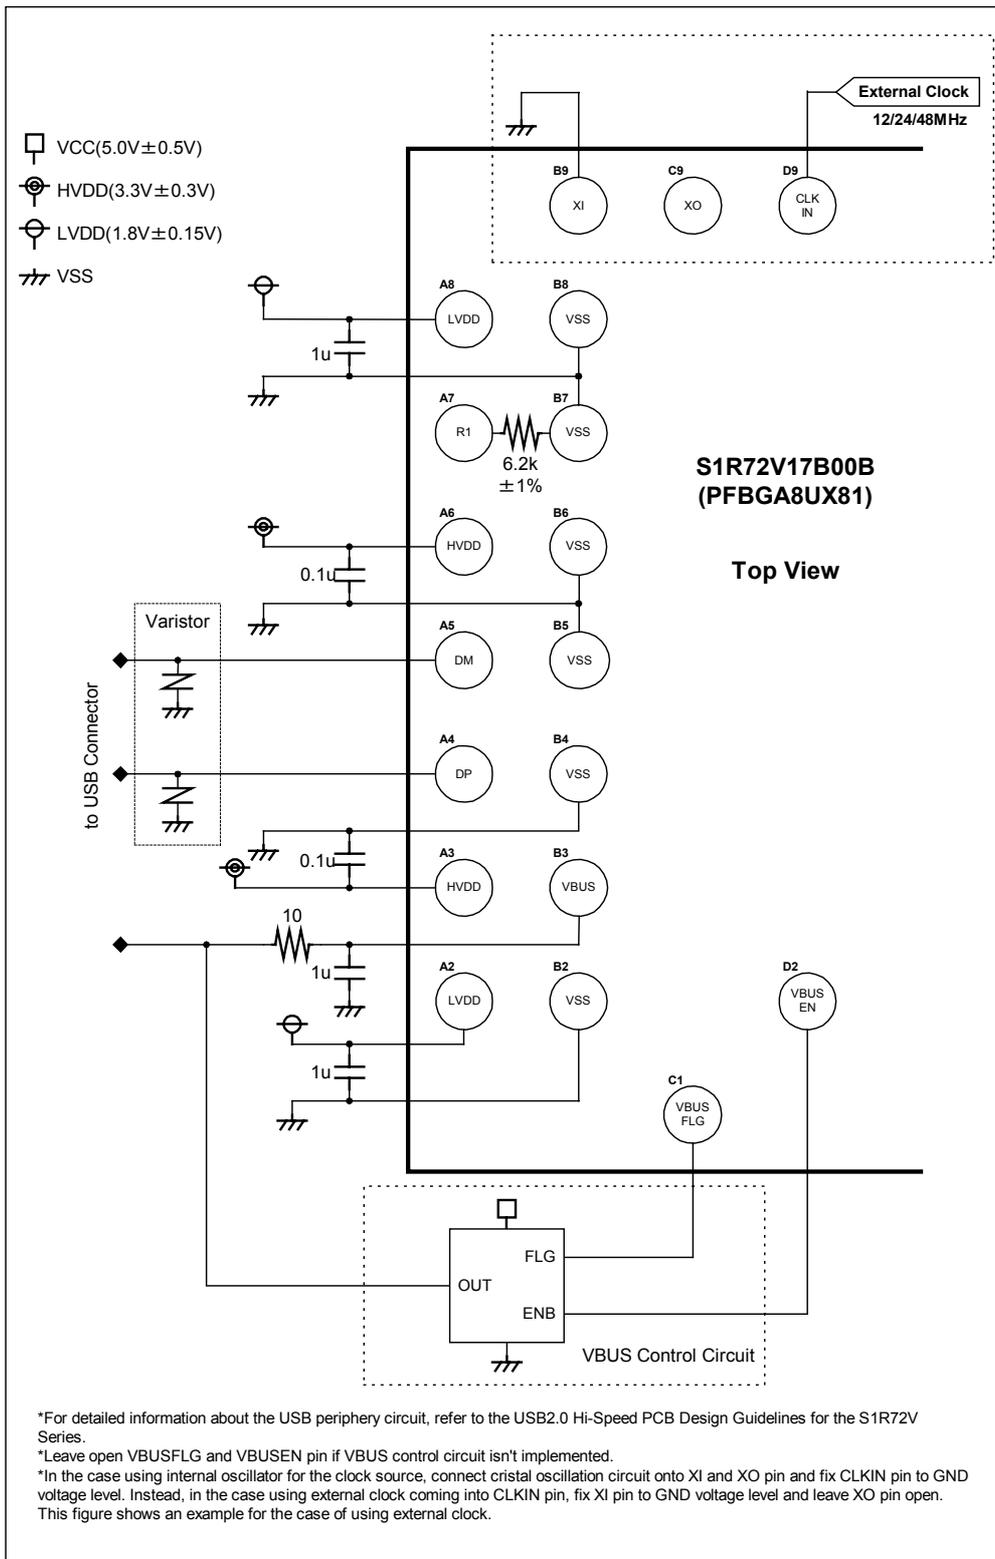 External Clock
12/24/48MHz
VCC(5.0V±0.5V)
HVDD(3.3V±0.3V)
LVDD(1.8V±0.15V)
VSS
B9
XI
C9
XO
D9
CLK
IN
A8
LVDD
B8
VSS
1u
A7
R1
B7
VSS
6.2k
±1%
S1R72V17B00B
(PFBGA8UX81)
Top View
A6
HVDD
B6
VSS
0.1u
Varistor
A5
DM
B5
VSS
to USB Connector
A4
DP
B4
VSS
0.1u
A3
HVDD
B3
VBUS
10
1u
A2
LVDD
B2
VSS
D2
VBUS
EN
1u
C1
VBUS
FLG
FLG
OUT
ENB
VBUS Control Circuit
*For detailed information about the USB periphery circuit, refer to the USB2.0 Hi-Speed PCB Design Guidelines for the S1R72V
Series.
*Leave open VBUSFLG and VBUSEN pin if VBUS control circuit isn't implemented.
*In the case using internal oscillator for the clock source, connect cristal oscillation circuit onto XI and XO pin and fix CLKIN pin to GND
voltage level. Instead, in the case using external clock coming into CLKIN pin, fix XI pin to GND voltage level and leave XO pin open.
This figure shows an example for the case of using external clock.